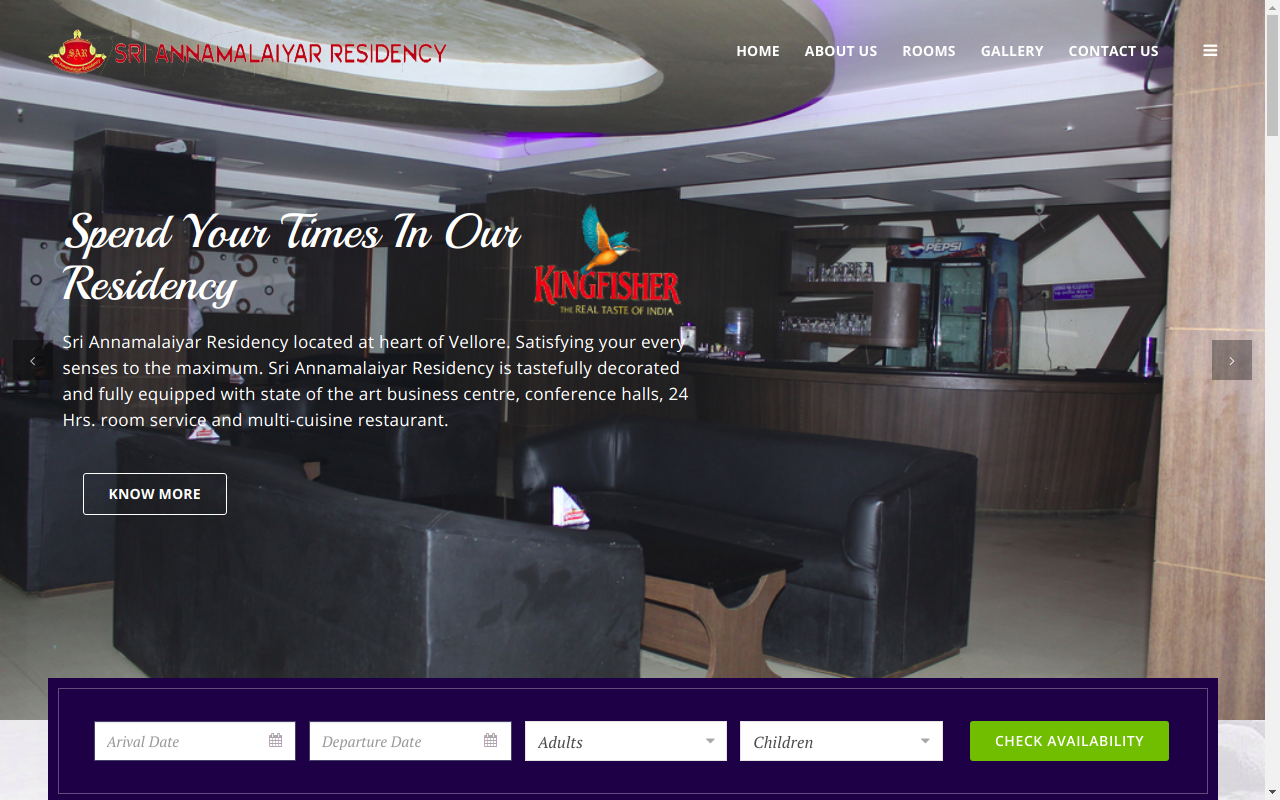 SAR
SRI ANNAMALAIYAR RESIDENCY
HOME
ABOUT US
ROOMS
GALLERY
CONTACT US
Spend Your Times In Our
Residency
KINGFISHER
THE REAL TASTE OF INDIA
PEPSI
Sri Annamalaiyar Residency located at heart of Vellore. Satisfying your every
senses to the maximum. Sri Annamalaiyar Residency is tastefully decorated
and fully equipped with state of the art business centre, conference halls, 24
Hrs. room service and multi-cuisine restaurant.
KNOW MORE
Arival Date
Departure Date
Adults
Children
CHECK AVAILABILITY